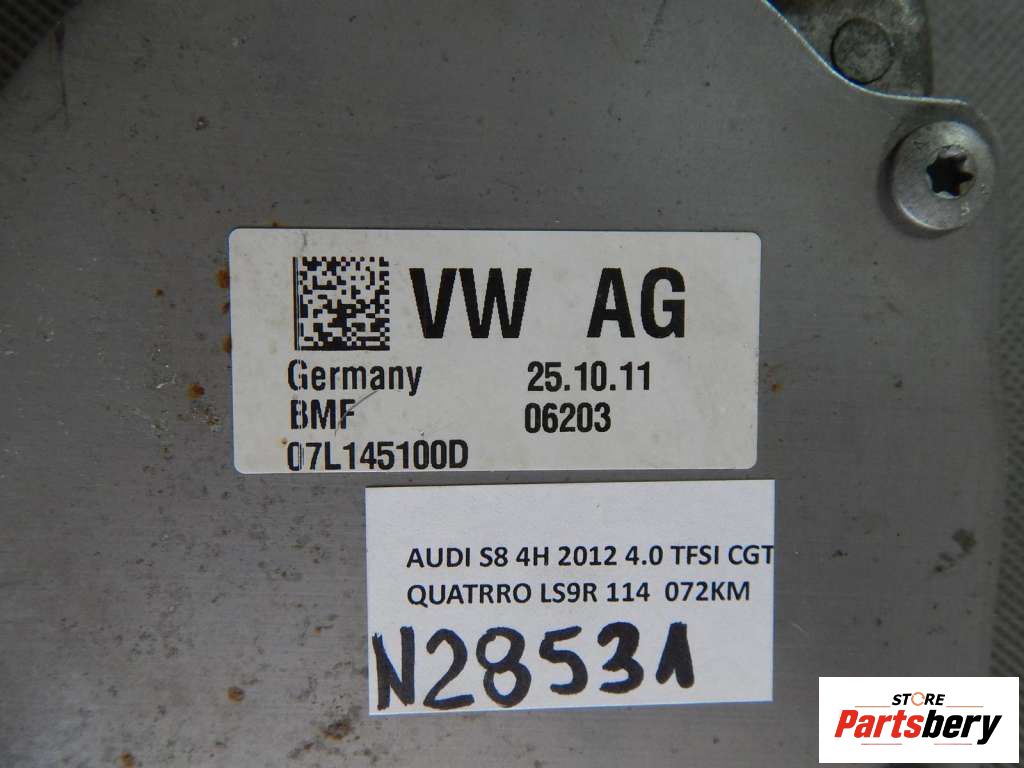 VW AG
Germany 25.10.11
BMF 06203
07L145100D
AUDI S8 4H 2012 4.0 TFSI CGT
QUATRRO LS9R 114 072KM
N28531
STORE
Partsbery